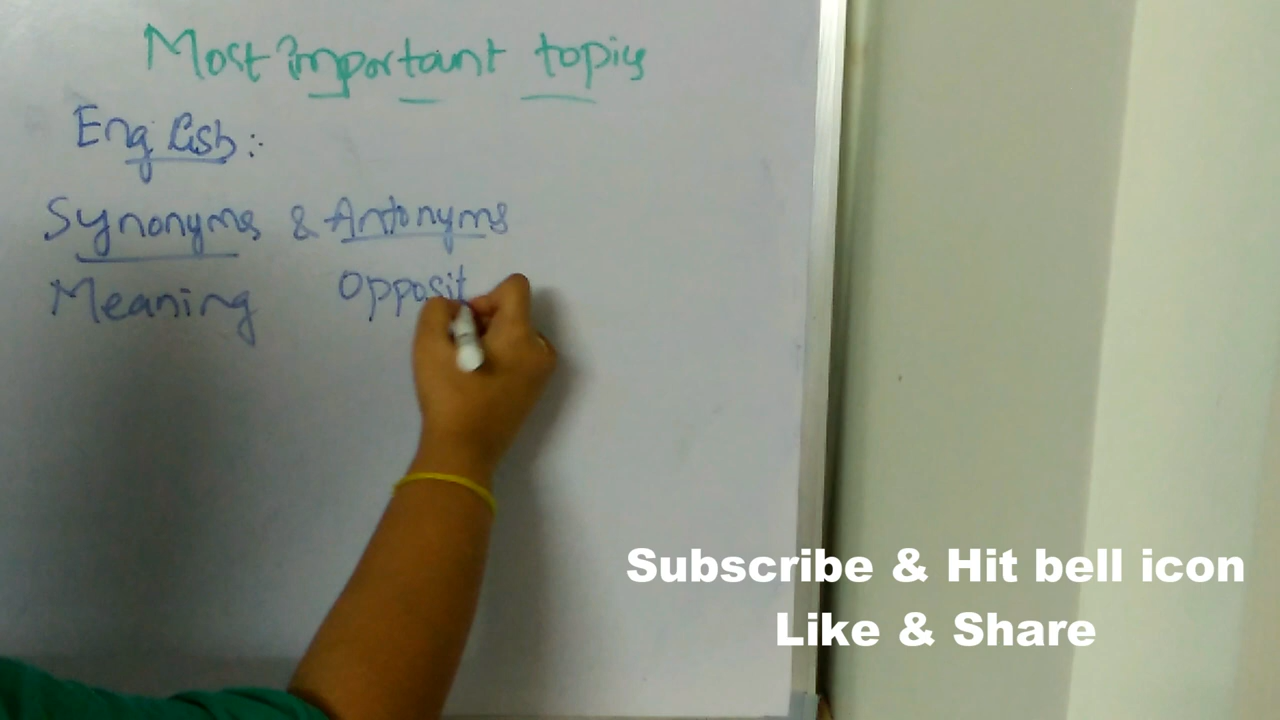 Most important topics
English:
Synonyms & Antonyms
Meaning Opposit
Subscribe & Hit bell icon
Like & Share